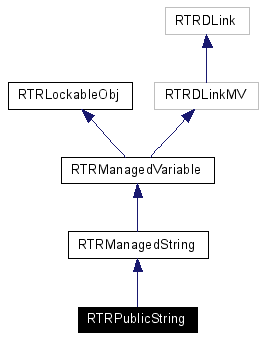 RTRDLink
RTRLockableObj
RTRDLinkMV
RTRManagedVariable
RTRManagedString
RTRPublicString